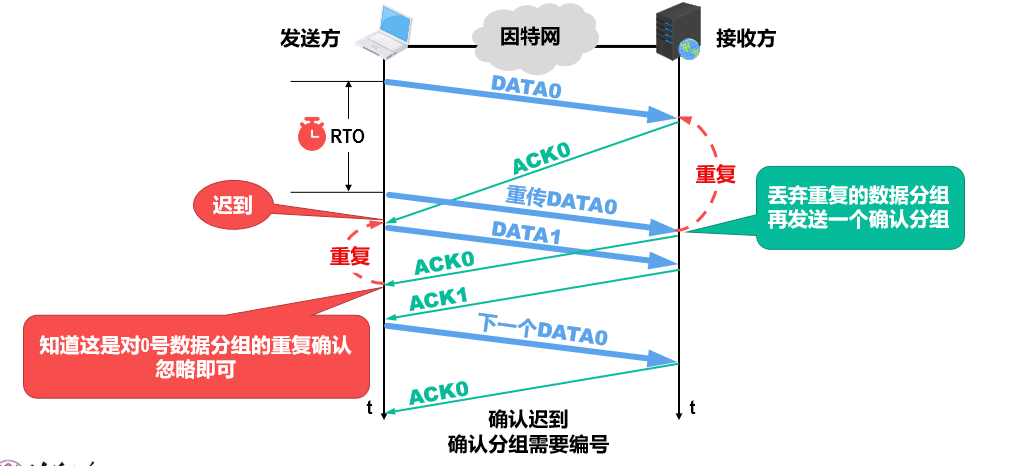 发送方
因特网
接收方
DATA0
RTO
ACK0
重复
迟到
重传DATA0
丢弃重复的数据分组
再发送一个确认分组
DATA1
重复
ACK0
ACK1
下一个DATA0
知道这是对0号数据分组的重复确认
忽略即可
ACK0
t
t
确认迟到
确认分组需要编号